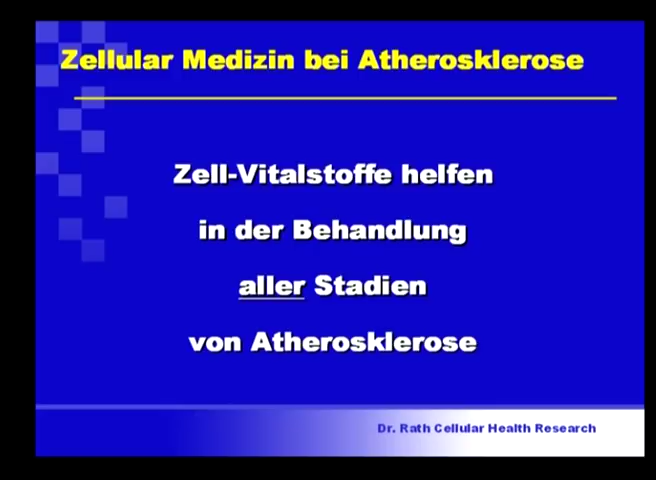 Zellular Medizin bei Atherosklerose
Zell-Vitalstoffe helfen
in der Behandlung
aller Stadien
von Atherosklerose
Dr. Rath Cellular Health Research